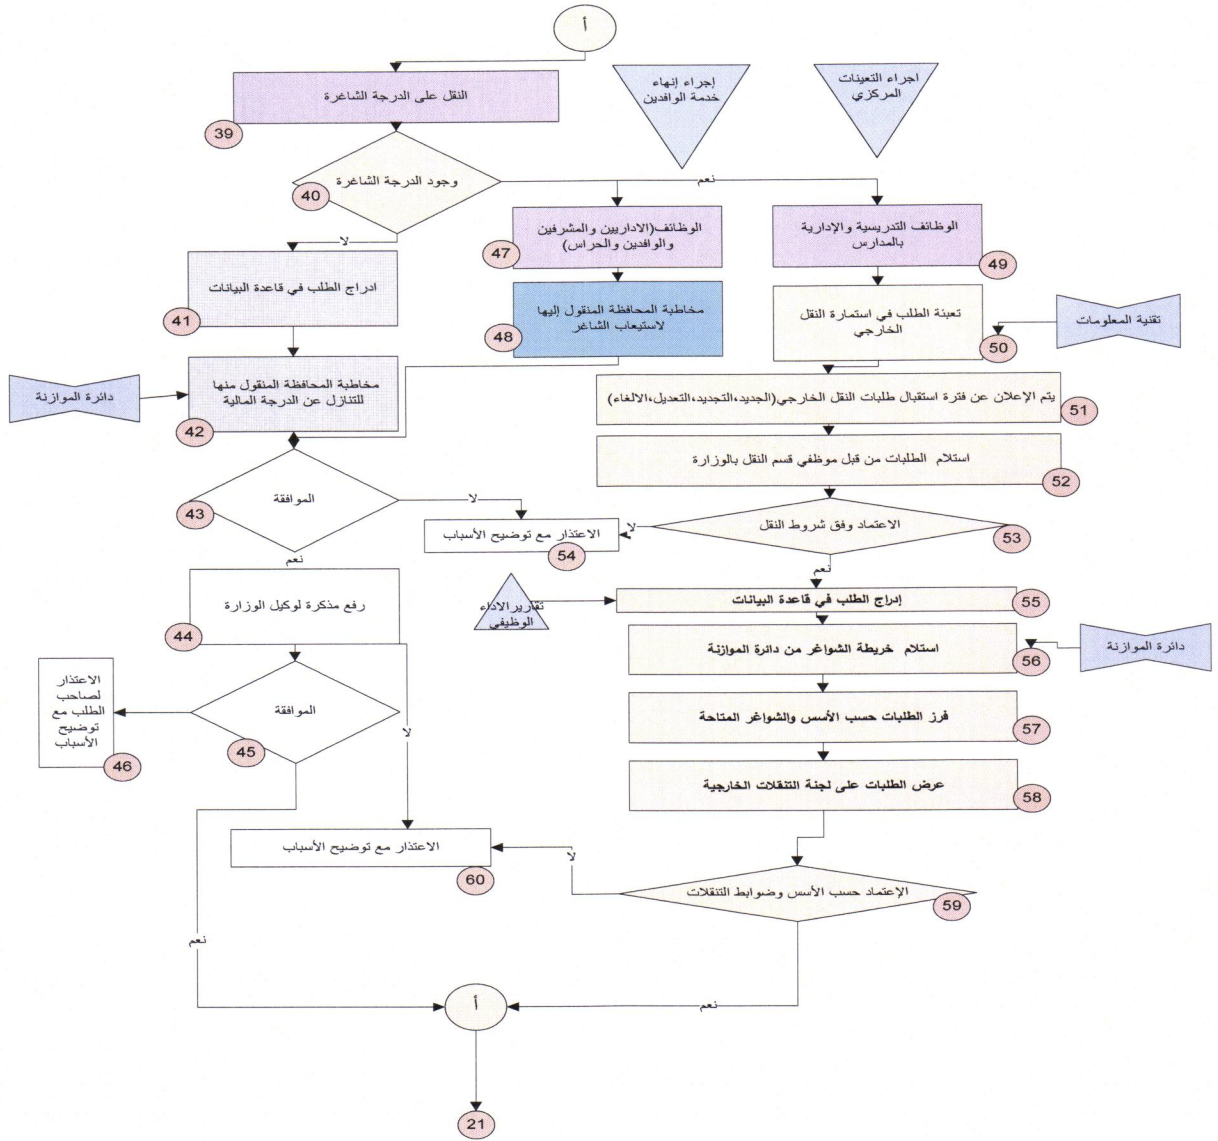 أ
النقل على الدرجة الشاغرة
39
إجراء إنهاء
خدمة الوافدين
اجراء التعينات
المركزي
وجود الدرجة الشاغرة
40
نعم
لا
الوظائف(الاداريين والمشرفين
والوافدين والحراس)
47
الوظائف التدريسية والإدارية
بالمدارس
49
ادراج الطلب في قاعدة البيانات
41
مخاطبة المحافظة المنقول إليها
لاستيعاب الشاغر
48
تعبئة الطلب في استمارة النقل
الخارجي
50
تقنية المعلومات
دائرة الموازنة
مخاطبة المحافظة المنقول منها
للتنازل عن الدرجة المالية
42
يتم الإعلان عن فترة استقبال طلبات النقل الخارجي(الجديد،التجديد،التعديل،الالغاء)
51
استلام الطلبات من قبل موظفي قسم النقل بالوزارة
52
الموافقة
43
لا
نعم
الاعتماد وفق شروط النقل
53
لا
نعم
الاعتذار مع توضيح الأسباب
54
رفع مذكرة لوكيل الوزارة
44
تقارير الاداء
الوظيفي
إدراج الطلب في قاعدة البيانات
55
استلام خريطة الشواغر من دائرة الموازنة
56
دائرة الموازنة
الاعتذار
لصاحب
الطلب مع
توضيح
الأسباب
46
الموافقة
45
لا
فرز الطلبات حسب الأسس والشواغر المتاحة
57
عرض الطلبات على لجنة التنقلات الخارجية
58
الاعتذار مع توضيح الأسباب
60
لا
الإعتماد حسب الأسس وضوابط التنقلات
59
نعم
نعم
أ
21